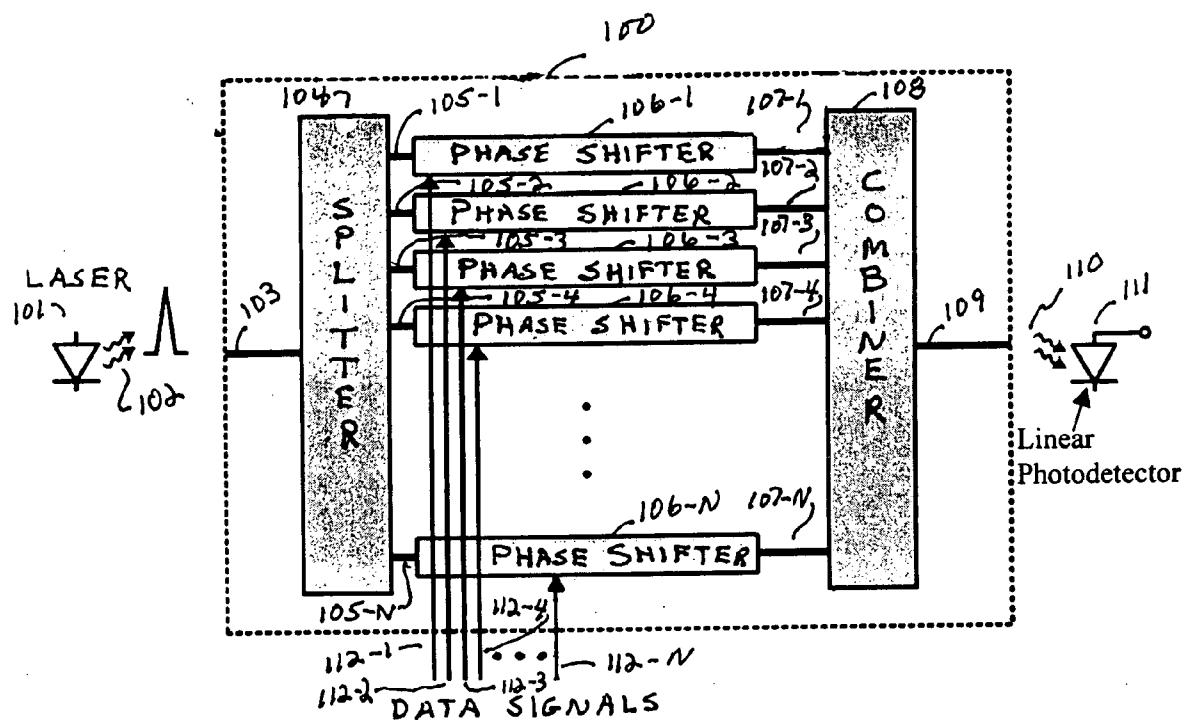 100
104
105-1
106-1
107-1
108
PHASE SHIFTER
105-2
106-2
107-2
PHASE SHIFTER
105-3
106-3
107-3
PHASE SHIFTER
105-4
106-4
107-4
PHASE SHIFTER
SPLITTER
COMBINER
LASER
101
102
103
109
110
111
Linear
Photodetector
106-N
107-N
PHASE SHIFTER
105-N
112-4
112-1
112-2
112-3
112-N
DATA SIGNALS